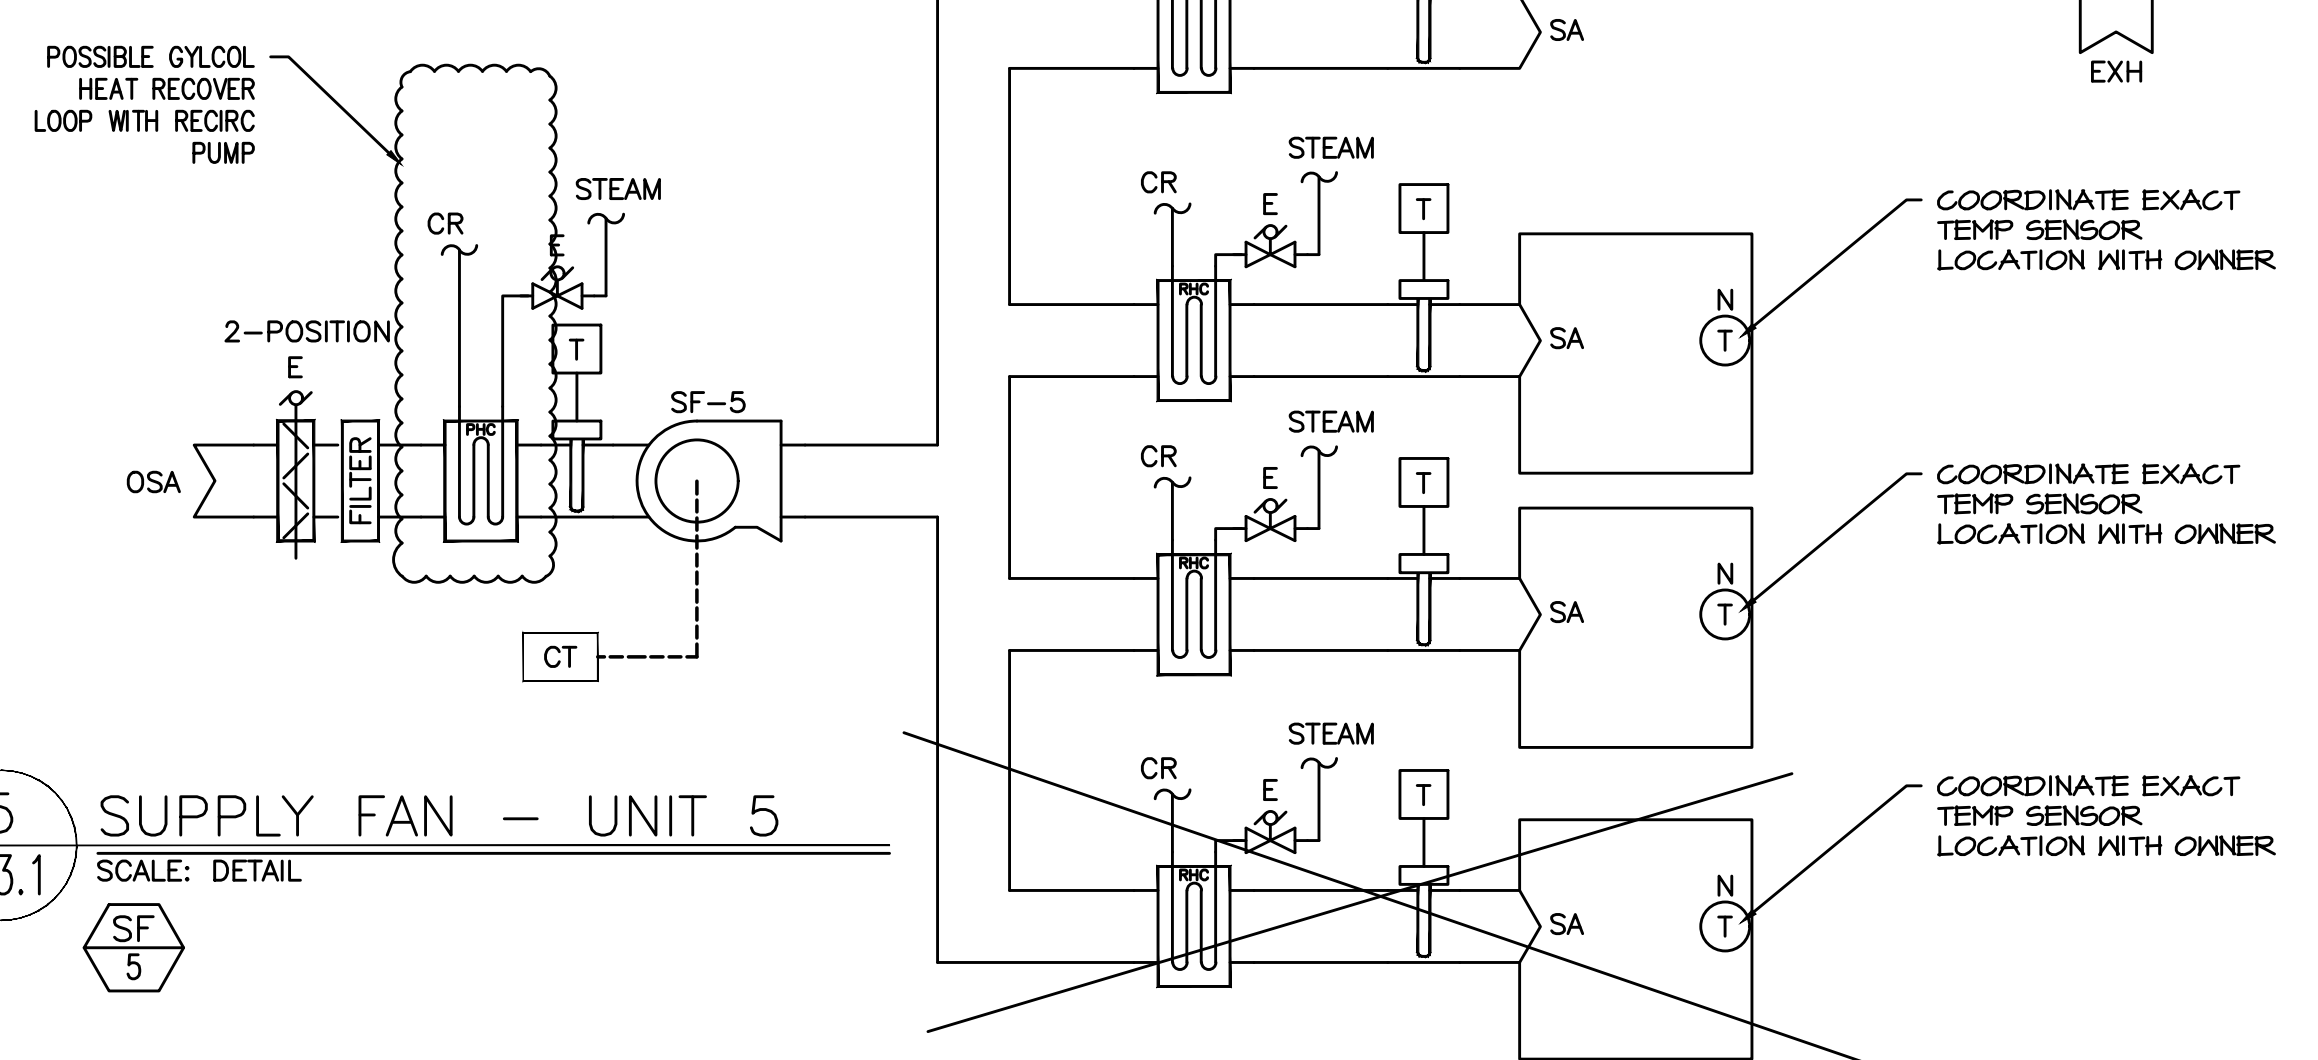 SA
EXH
POSSIBLE GYLCOL
HEAT RECOVER
LOOP WITH RECIRC
PUMP
CR
STEAM
E
2-POSITION
E
T
PHC
FILTER
OSA
SF-5
CT
STEAM
CR
E
T
RHC
SA
N
T
COORDINATE EXACT
TEMP SENSOR
LOCATION WITH OWNER
STEAM
CR
E
T
RHC
SA
N
T
COORDINATE EXACT
TEMP SENSOR
LOCATION WITH OWNER
STEAM
CR
E
T
RHC
SA
N
T
COORDINATE EXACT
TEMP SENSOR
LOCATION WITH OWNER
5
3.1
SUPPLY FAN - UNIT 5
SCALE: DETAIL
SF
5